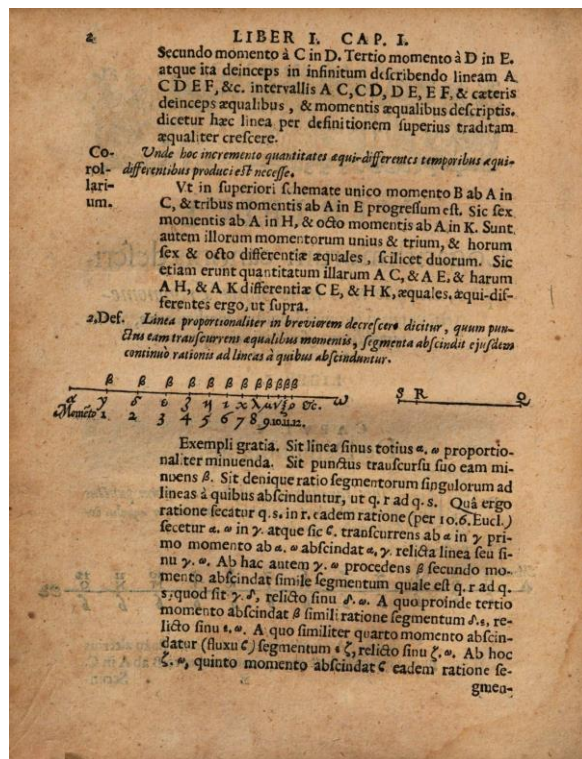 2 LIBER I. CAP. I.
Secundo momento à C in D. Tertio momento à D in E.
atque ita deinceps in infinitum describendo lineam A
C D E F, &c. intervallis A C, C D, D E, E F, & cæteris
deinceps æqualibus, & momentis æqualibus descriptis.
dicetur hæc linea per definitionem superius traditam
æqualiter crescere.
Co- Unde hoc incremento quantitates æqui-differentes temporibus æqui-
rol- differentibus produci est necesse.
lari- Vt in superiori schemate unico momento B ab A in
um. C, & tribus momentis ab A in E progressum est. Sic sex
momentis ab A in H, & octo momentis ab A in K. Sunt
autem illorum momentorum unius & trium, & horum
sex & octo differentiæ æquales, scilicet duorum. Sic
etiam erunt quantitatum illarum A C, & A E. & harum
A H, & A K differentiæ C E, & H K, æquales. æqui-dif-
ferentes ergo, ut supra.
2.Def. Linea proportionaliter in breviorem decrescere dicitur, quum pun-
ctus eam transcurrens æqualibus momentis, segmenta abscindit ejusdem
continuò rationis ad lineas à quibus abscinduntur.
β β β β β β β β β β β β
α γ δ ε ζ η ι κ λ μ ν ξ ο &c. ω S R Q
Momēto 1. 2 3 4 5 6 7 8 9 10 11 12.
Exempli gratia. Sit linea sinus totius α. ω proportio-
naliter minuenda. Sit punctus transcursu suo eam mi-
nuens β. Sit denique ratio segmentorum singulorum ad
lineas à quibus abscinduntur, ut q. r ad q. s. Quâ ergo
ratione secatur q. s. in r. eadem ratione (per 10.6. Eucl.)
secetur α. ω in γ. atque sic ϐ. transcurrens ab α in γ pri-
mo momento ab α. ω abscindat α, γ. relicta linea seu si-
nu γ. ω. Ab hac autem γ. ω procedens β secundo mo-
mento abscindat simile segmentum quale est q. r ad q.
s, quod sit γ. δ, relicto sinu δ. ω. A quo proinde tertio
momento abscindat β simili ratione segmentum δ. ε, re-
licto sinu ε. ω. A quo similiter quarto momento abscin-
datur (fluxu ϐ) segmentum ε ζ, relicto sinu ζ. ω. Ab hoc
ζ. ω, quinto momento abscindat ϐ eadem ratione se-
gmen-